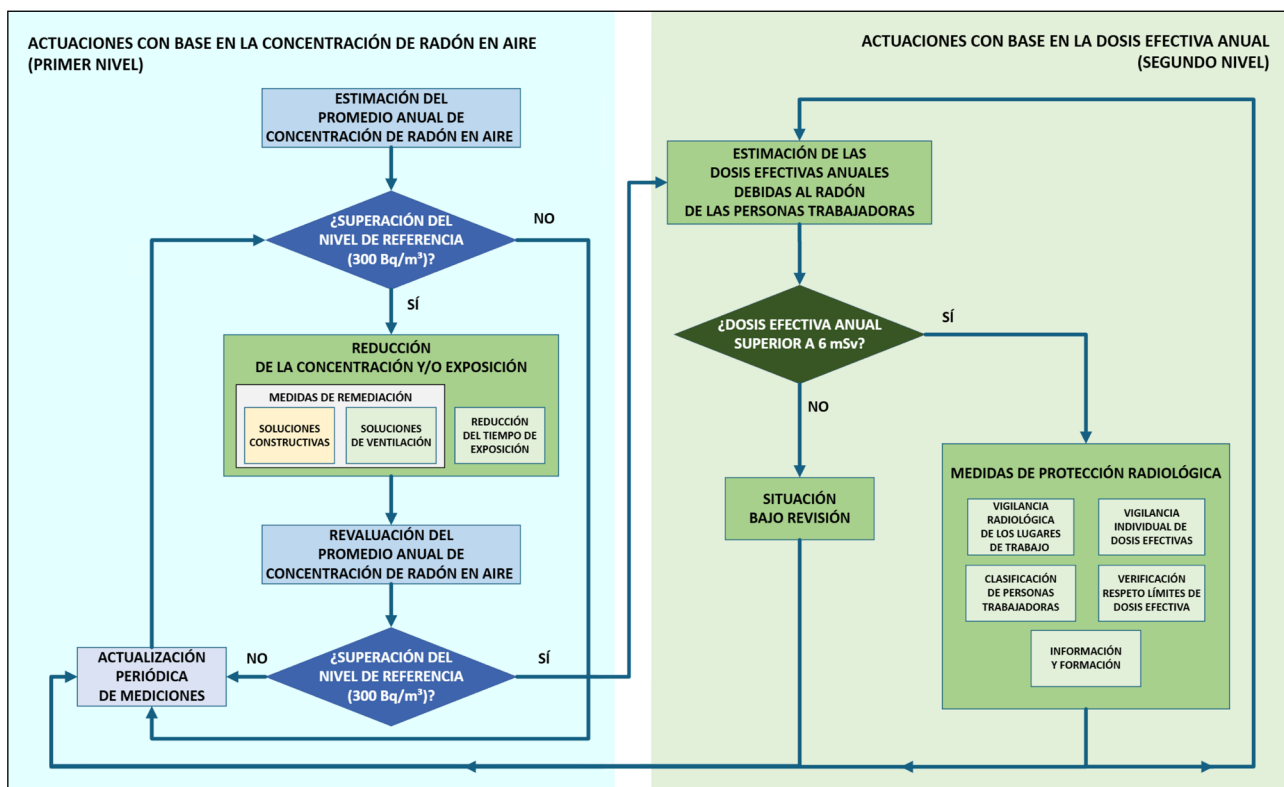 ACTUACIONES CON BASE EN LA CONCENTRACIÓN DE RADÓN EN AIRE
(PRIMER NIVEL)
ESTIMACIÓN DEL
PROMEDIO ANUAL DE
CONCENTRACIÓN DE RADÓN EN AIRE
¿SUPERACIÓN DEL
NIVEL DE REFERENCIA
(300 Bq/m³)?
NO
SÍ
REDUCCIÓN
DE LA CONCENTRACIÓN Y/O EXPOSICIÓN
MEDIDAS DE REMEDIACIÓN
SOLUCIONES
CONSTRUCTIVAS
SOLUCIONES
DE VENTILACIÓN
REDUCCIÓN
DEL TIEMPO DE
EXPOSICIÓN
REVALUACIÓN DEL
PROMEDIO ANUAL DE
CONCENTRACIÓN DE RADÓN EN AIRE
¿SUPERACIÓN DEL
NIVEL DE REFERENCIA
(300 Bq/m³)?
NO
SÍ
ACTUALIZACIÓN
PERIÓDICA
DE MEDICIONES
ACTUACIONES CON BASE EN LA DOSIS EFECTIVA ANUAL
(SEGUNDO NIVEL)
ESTIMACIÓN DE LAS
DOSIS EFECTIVAS ANUALES
DEBIDAS AL RADÓN
DE LAS PERSONAS TRABAJADORAS
¿DOSIS EFECTIVA ANUAL
SUPERIOR A 6 mSv?
SÍ
NO
SITUACIÓN
BAJO REVISIÓN
MEDIDAS DE PROTECCIÓN RADIOLÓGICA
VIGILANCIA
RADIOLÓGICA
DE LOS LUGARES
DE TRABAJO
VIGILANCIA
INDIVIDUAL DE
DOSIS EFECTIVAS
CLASIFICACIÓN
DE PERSONAS
TRABAJADORAS
VERIFICACIÓN
RESPETO LÍMITES DE
DOSIS EFECTIVA
INFORMACIÓN
Y FORMACIÓN